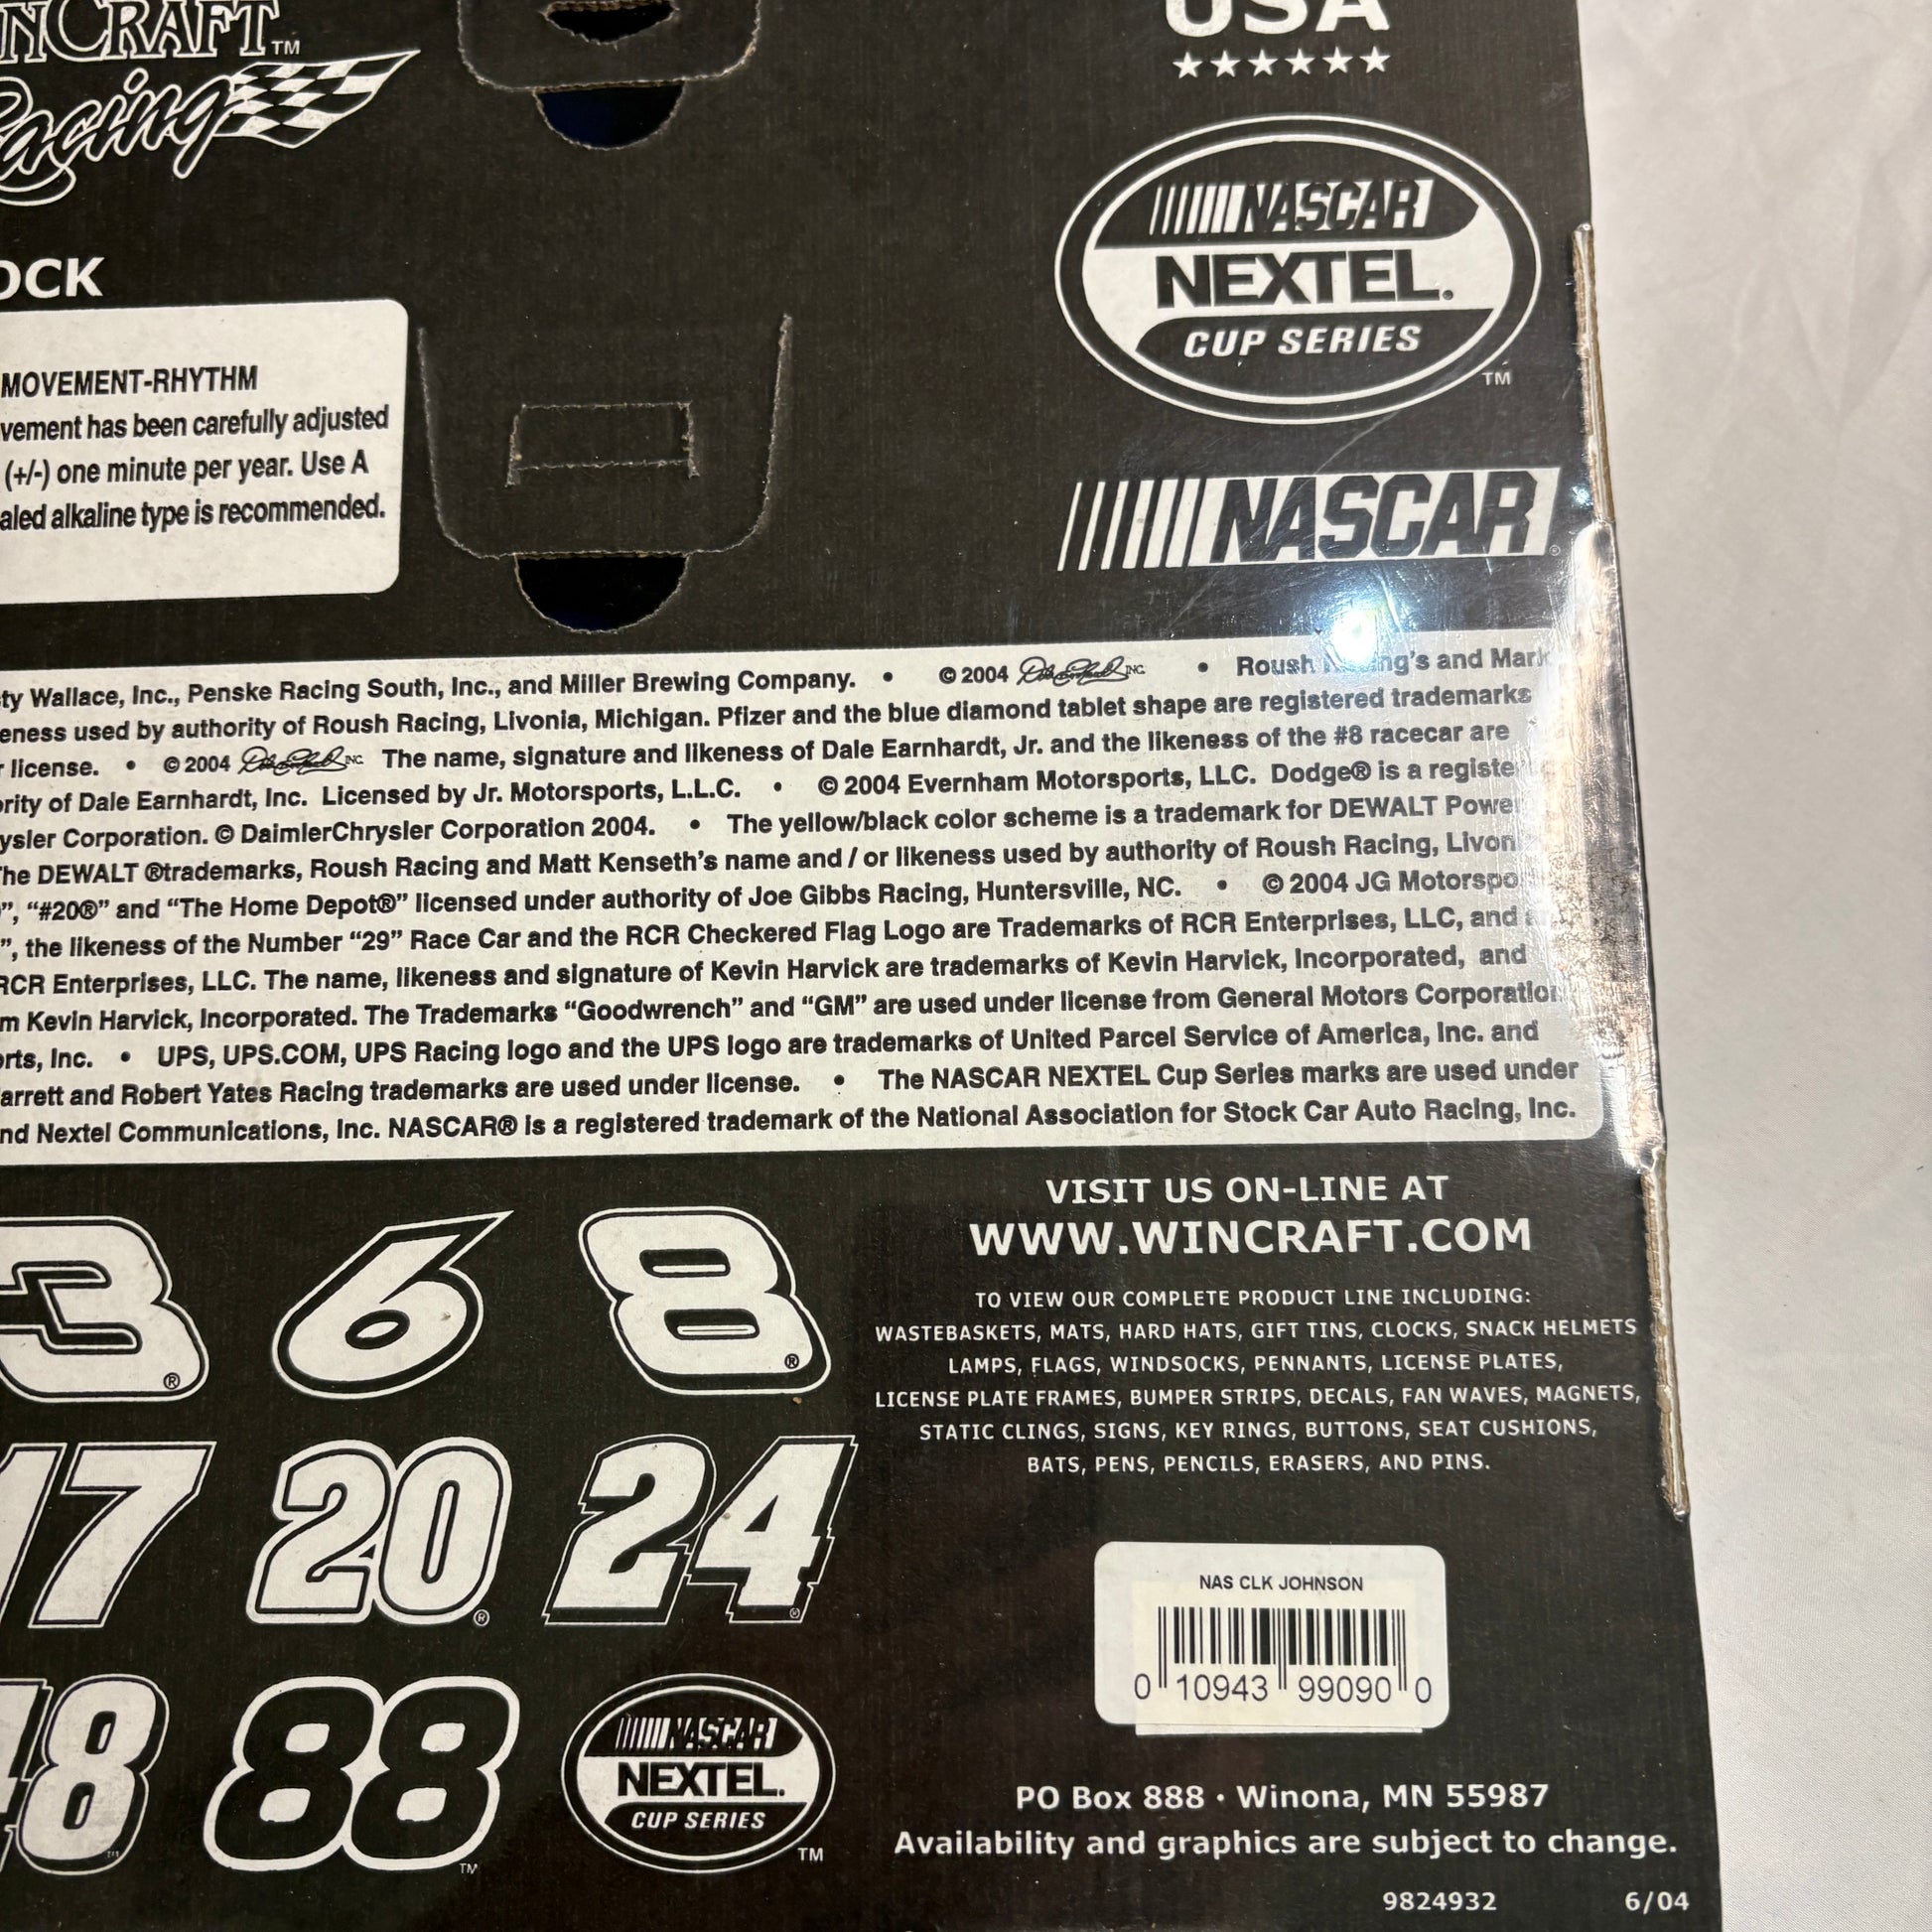 USA
NCRAFT™
Racing
NASCAR
NEXTEL.
CUP SERIES
TM
OCK
MOVEMENT-RHYTHM
vement has been carefully adjusted
(+/-) one minute per year. Use A
aled alkaline type is recommended.
NASCAR®
ty Wallace, Inc., Penske Racing South, Inc., and Miller Brewing Company. • © 2004 INC. • Roush ng's and Mark
eness used by authority of Roush Racing, Livonia, Michigan. Pfizer and the blue diamond tablet shape are registered trademarks
r license. • © 2004 INC. The name, signature and likeness of Dale Earnhardt, Jr. and the likeness of the #8 racecar are
ority of Dale Earnhardt, Inc. Licensed by Jr. Motorsports, L.L.C. • © 2004 Evernham Motorsports, LLC. Dodge® is a registe
ysler Corporation. © DaimlerChrysler Corporation 2004. • The yellow/black color scheme is a trademark for DEWALT Power
The DEWALT ®trademarks, Roush Racing and Matt Kenseth's name and / or likeness used by authority of Roush Racing, Livon
”, “#20®” and “The Home Depot®” licensed under authority of Joe Gibbs Racing, Huntersville, NC. • © 2004 JG Motorspo
”, the likeness of the Number “29” Race Car and the RCR Checkered Flag Logo are Trademarks of RCR Enterprises, LLC, and
RCR Enterprises, LLC. The name, likeness and signature of Kevin Harvick are trademarks of Kevin Harvick, Incorporated, and
m Kevin Harvick, Incorporated. The Trademarks “Goodwrench” and “GM” are used under license from General Motors Corporation
orts, Inc. • UPS, UPS.COM, UPS Racing logo and the UPS logo are trademarks of United Parcel Service of America, Inc. and
arrett and Robert Yates Racing trademarks are used under license. • The NASCAR NEXTEL Cup Series marks are used under
nd Nextel Communications, Inc. NASCAR® is a registered trademark of the National Association for Stock Car Auto Racing, Inc.
3® 6 8®
17 20® 24®
48™ 88™
NASCAR
NEXTEL.
CUP SERIES
TM
VISIT US ON-LINE AT
WWW.WINCRAFT.COM
TO VIEW OUR COMPLETE PRODUCT LINE INCLUDING:
WASTEBASKETS, MATS, HARD HATS, GIFT TINS, CLOCKS, SNACK HELMETS
LAMPS, FLAGS, WINDSOCKS, PENNANTS, LICENSE PLATES,
LICENSE PLATE FRAMES, BUMPER STRIPS, DECALS, FAN WAVES, MAGNETS,
STATIC CLINGS, SIGNS, KEY RINGS, BUTTONS, SEAT CUSHIONS,
BATS, PENS, PENCILS, ERASERS, AND PINS.
NAS CLK JOHNSON
0 10943 99090 0
PO Box 888 • Winona, MN 55987
Availability and graphics are subject to change.
9824932 6/04